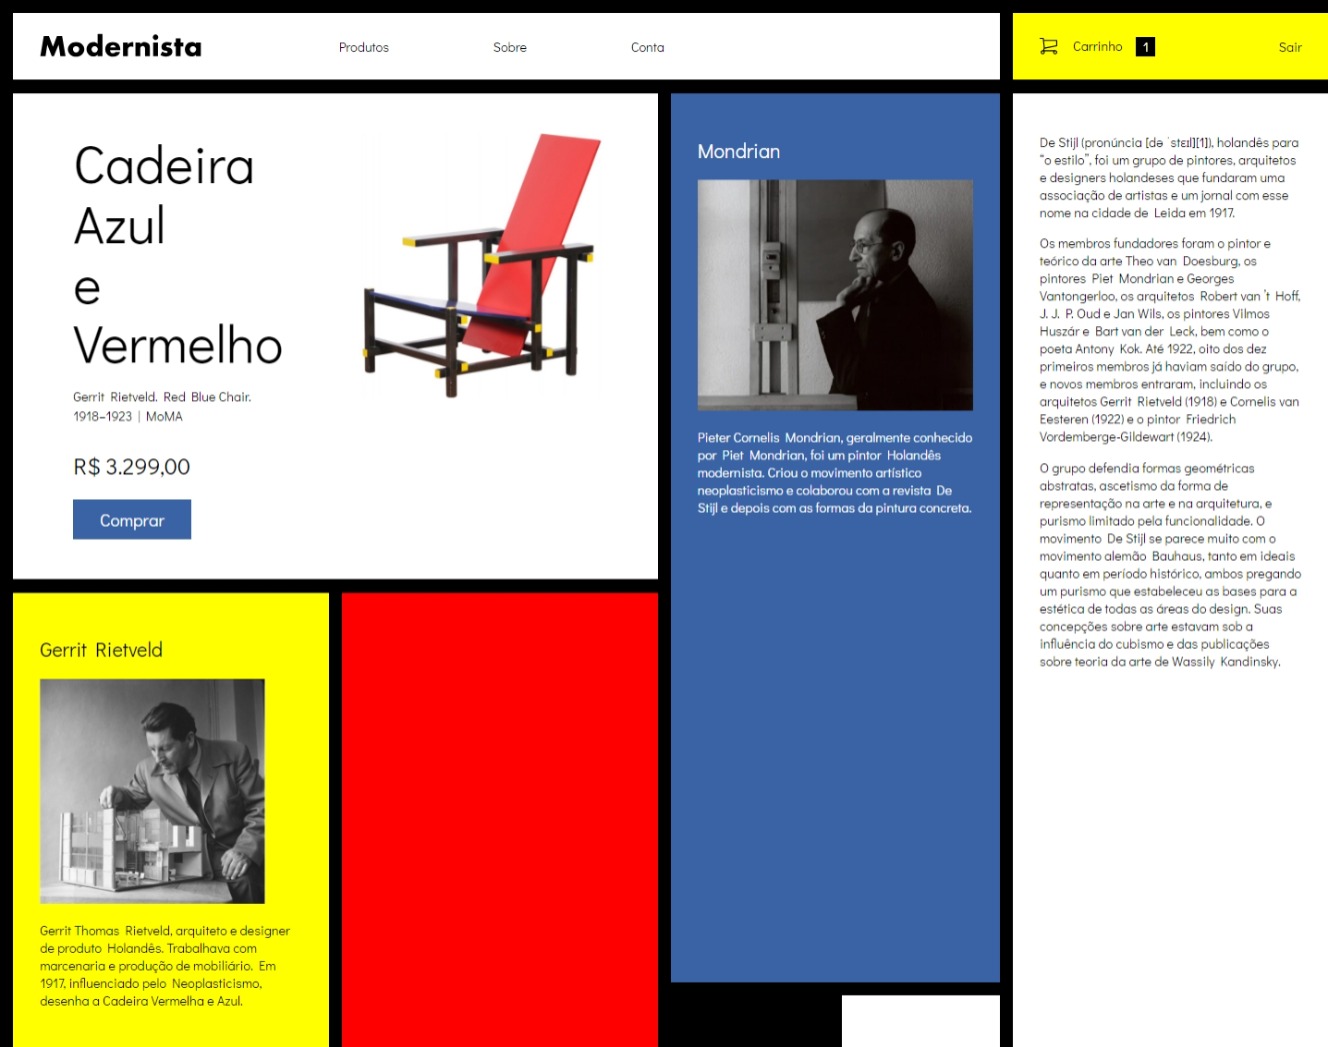 Modernista
Produtos
Sobre
Conta
Carrinho 1
Sair
Cadeira
Azul
e
Vermelho
Gerrit Rietveld. Red Blue Chair.
1918–1923 | MoMA
R$ 3.299,00
Comprar
Mondrian
Pieter Cornelis Mondrian, geralmente conhecido
por Piet Mondrian, foi um pintor Holandês
modernista. Criou o movimento artístico
neoplasticismo e colaborou com a revista De
Stijl e depois com as formas da pintura concreta.
De Stijl (pronúncia [də ˈstɛɪl][1]), holandês para
“o estilo”, foi um grupo de pintores, arquitetos
e designers holandeses que fundaram uma
associação de artistas e um jornal com esse
nome na cidade de Leida em 1917.
Os membros fundadores foram o pintor e
teórico da arte Theo van Doesburg, os
pintores Piet Mondrian e Georges
Vantongerloo, os arquitetos Robert van 't Hoff,
J. J. P. Oud e Jan Wils, os pintores Vilmos
Huszár e Bart van der Leck, bem como o
poeta Antony Kok. Até 1922, oito dos dez
primeiros membros já haviam saído do grupo,
e novos membros entraram, incluindo os
arquitetos Gerrit Rietveld (1918) e Cornelis van
Eesteren (1922) e o pintor Friedrich
Vordemberge-Gildewart (1924).
O grupo defendia formas geométricas
abstratas, ascetismo da forma de
representação na arte e na arquitetura, e
purismo limitado pela funcionalidade. O
movimento De Stijl se parece muito com o
movimento alemão Bauhaus, tanto em ideais
quanto em período histórico, ambos pregando
um purismo que estabeleceu as bases para a
estética de todas as áreas do design. Suas
concepções sobre arte estavam sob a
influência do cubismo e das publicações
sobre teoria da arte de Wassily Kandinsky.
Gerrit Rietveld
Gerrit Thomas Rietveld, arquiteto e designer
de produto Holandês. Trabalhava com
marcenaria e produção de mobiliário. Em
1917, influenciado pelo Neoplasticismo,
desenha a Cadeira Vermelha e Azul.